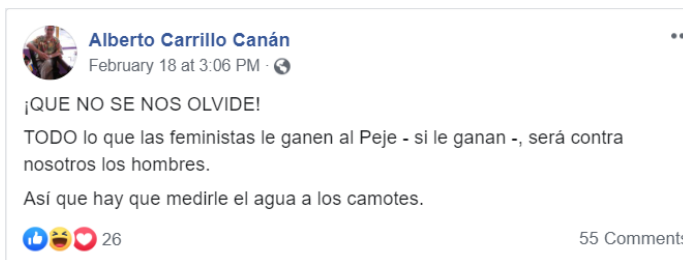 Alberto Carrillo Canán
February 18 at 3:06 PM ·
¡QUE NO SE NOS OLVIDE!
TODO lo que las feministas le ganen al Peje - si le ganan -, será contra
nosotros los hombres.
Así que hay que medirle el agua a los camotes.
26 55 Comments